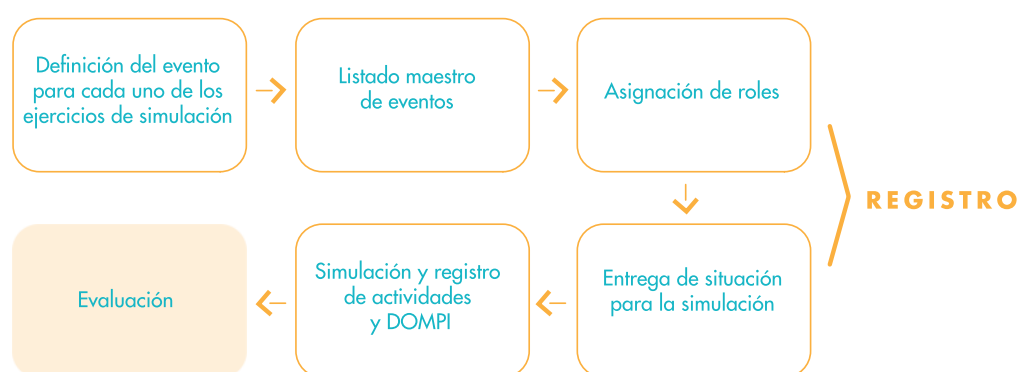 Definición del evento
para cada uno de los
ejercicios de simulación
Listado maestro
de eventos
Asignación de roles
REGISTRO
Entrega de situación
para la simulación
Simulación y registro
de actividades
y DOMPI
Evaluación